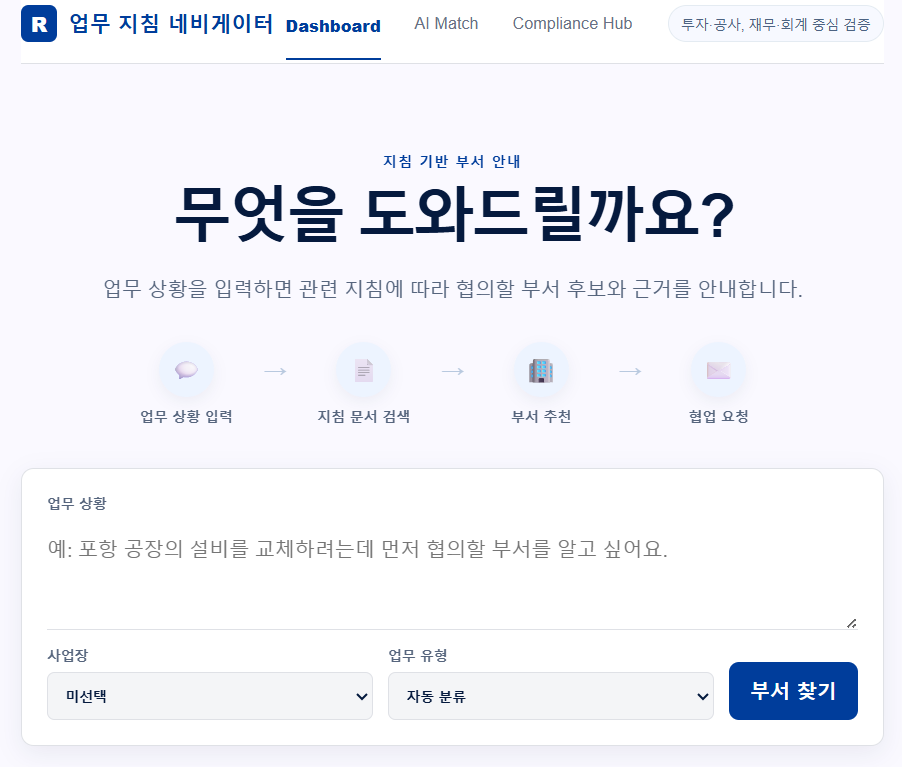 R 업무 지침 네비게이터 Dashboard AI Match Compliance Hub 투자·공사, 재무·회계 중심 검증
지침 기반 부서 안내
무엇을 도와드릴까요?
업무 상황을 입력하면 관련 지침에 따라 협의할 부서 후보와 근거를 안내합니다.
→ → →
업무 상황 입력 지침 문서 검색 부서 추천 협업 요청
업무 상황
예: 포항 공장의 설비를 교체하려는데 먼저 협의할 부서를 알고 싶어요.
사업장 업무 유형
미선택 자동 분류 부서 찾기